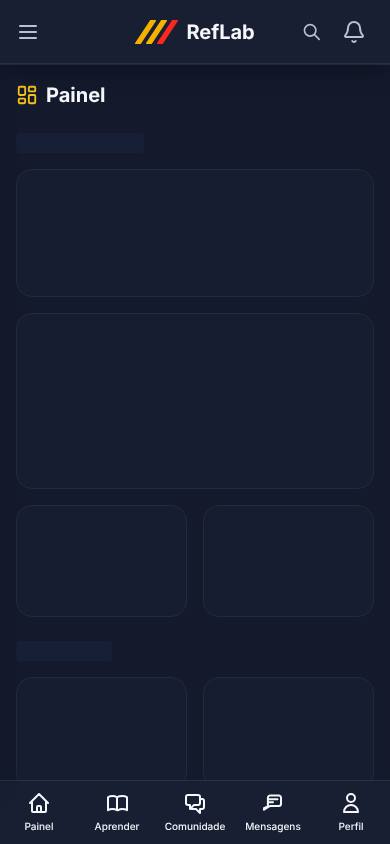 RefLab
Painel
Painel
Aprender
Comunidade
Mensagens
Perfil